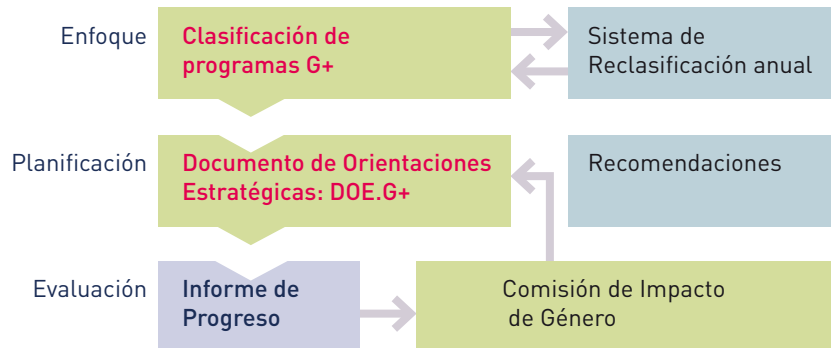 Enfoque
Clasificación de
programas G+
Sistema de
Reclasificación anual
Planificación
Documento de Orientaciones
Estratégicas: DOE.G+
Recomendaciones
Evaluación
Informe de
Progreso
Comisión de Impacto
de Género